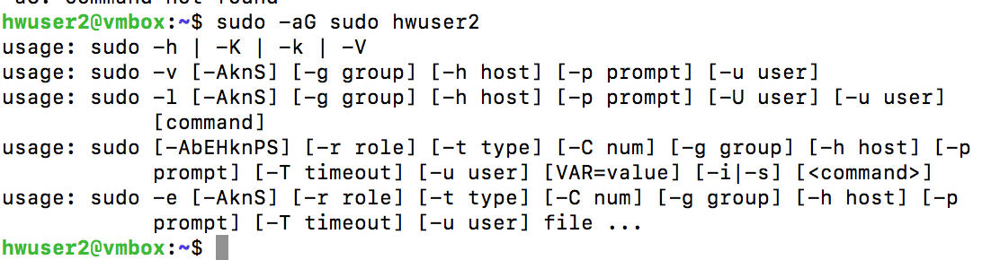 hwuser2@vmbox:~$ sudo -aG sudo hwuser2
usage: sudo -h | -K | -k | -V
usage: sudo -v [-AknS] [-g group] [-h host] [-p prompt] [-u user]
usage: sudo -l [-AknS] [-g group] [-h host] [-p prompt] [-U user] [-u user]
            [command]
usage: sudo [-AbEHknPS] [-r role] [-t type] [-C num] [-g group] [-h host] [-p
            prompt] [-T timeout] [-u user] [VAR=value] [-i|-s] [<command>]
usage: sudo -e [-AknS] [-r role] [-t type] [-C num] [-g group] [-h host] [-p
            prompt] [-T timeout] [-u user] file ...
hwuser2@vmbox:~$